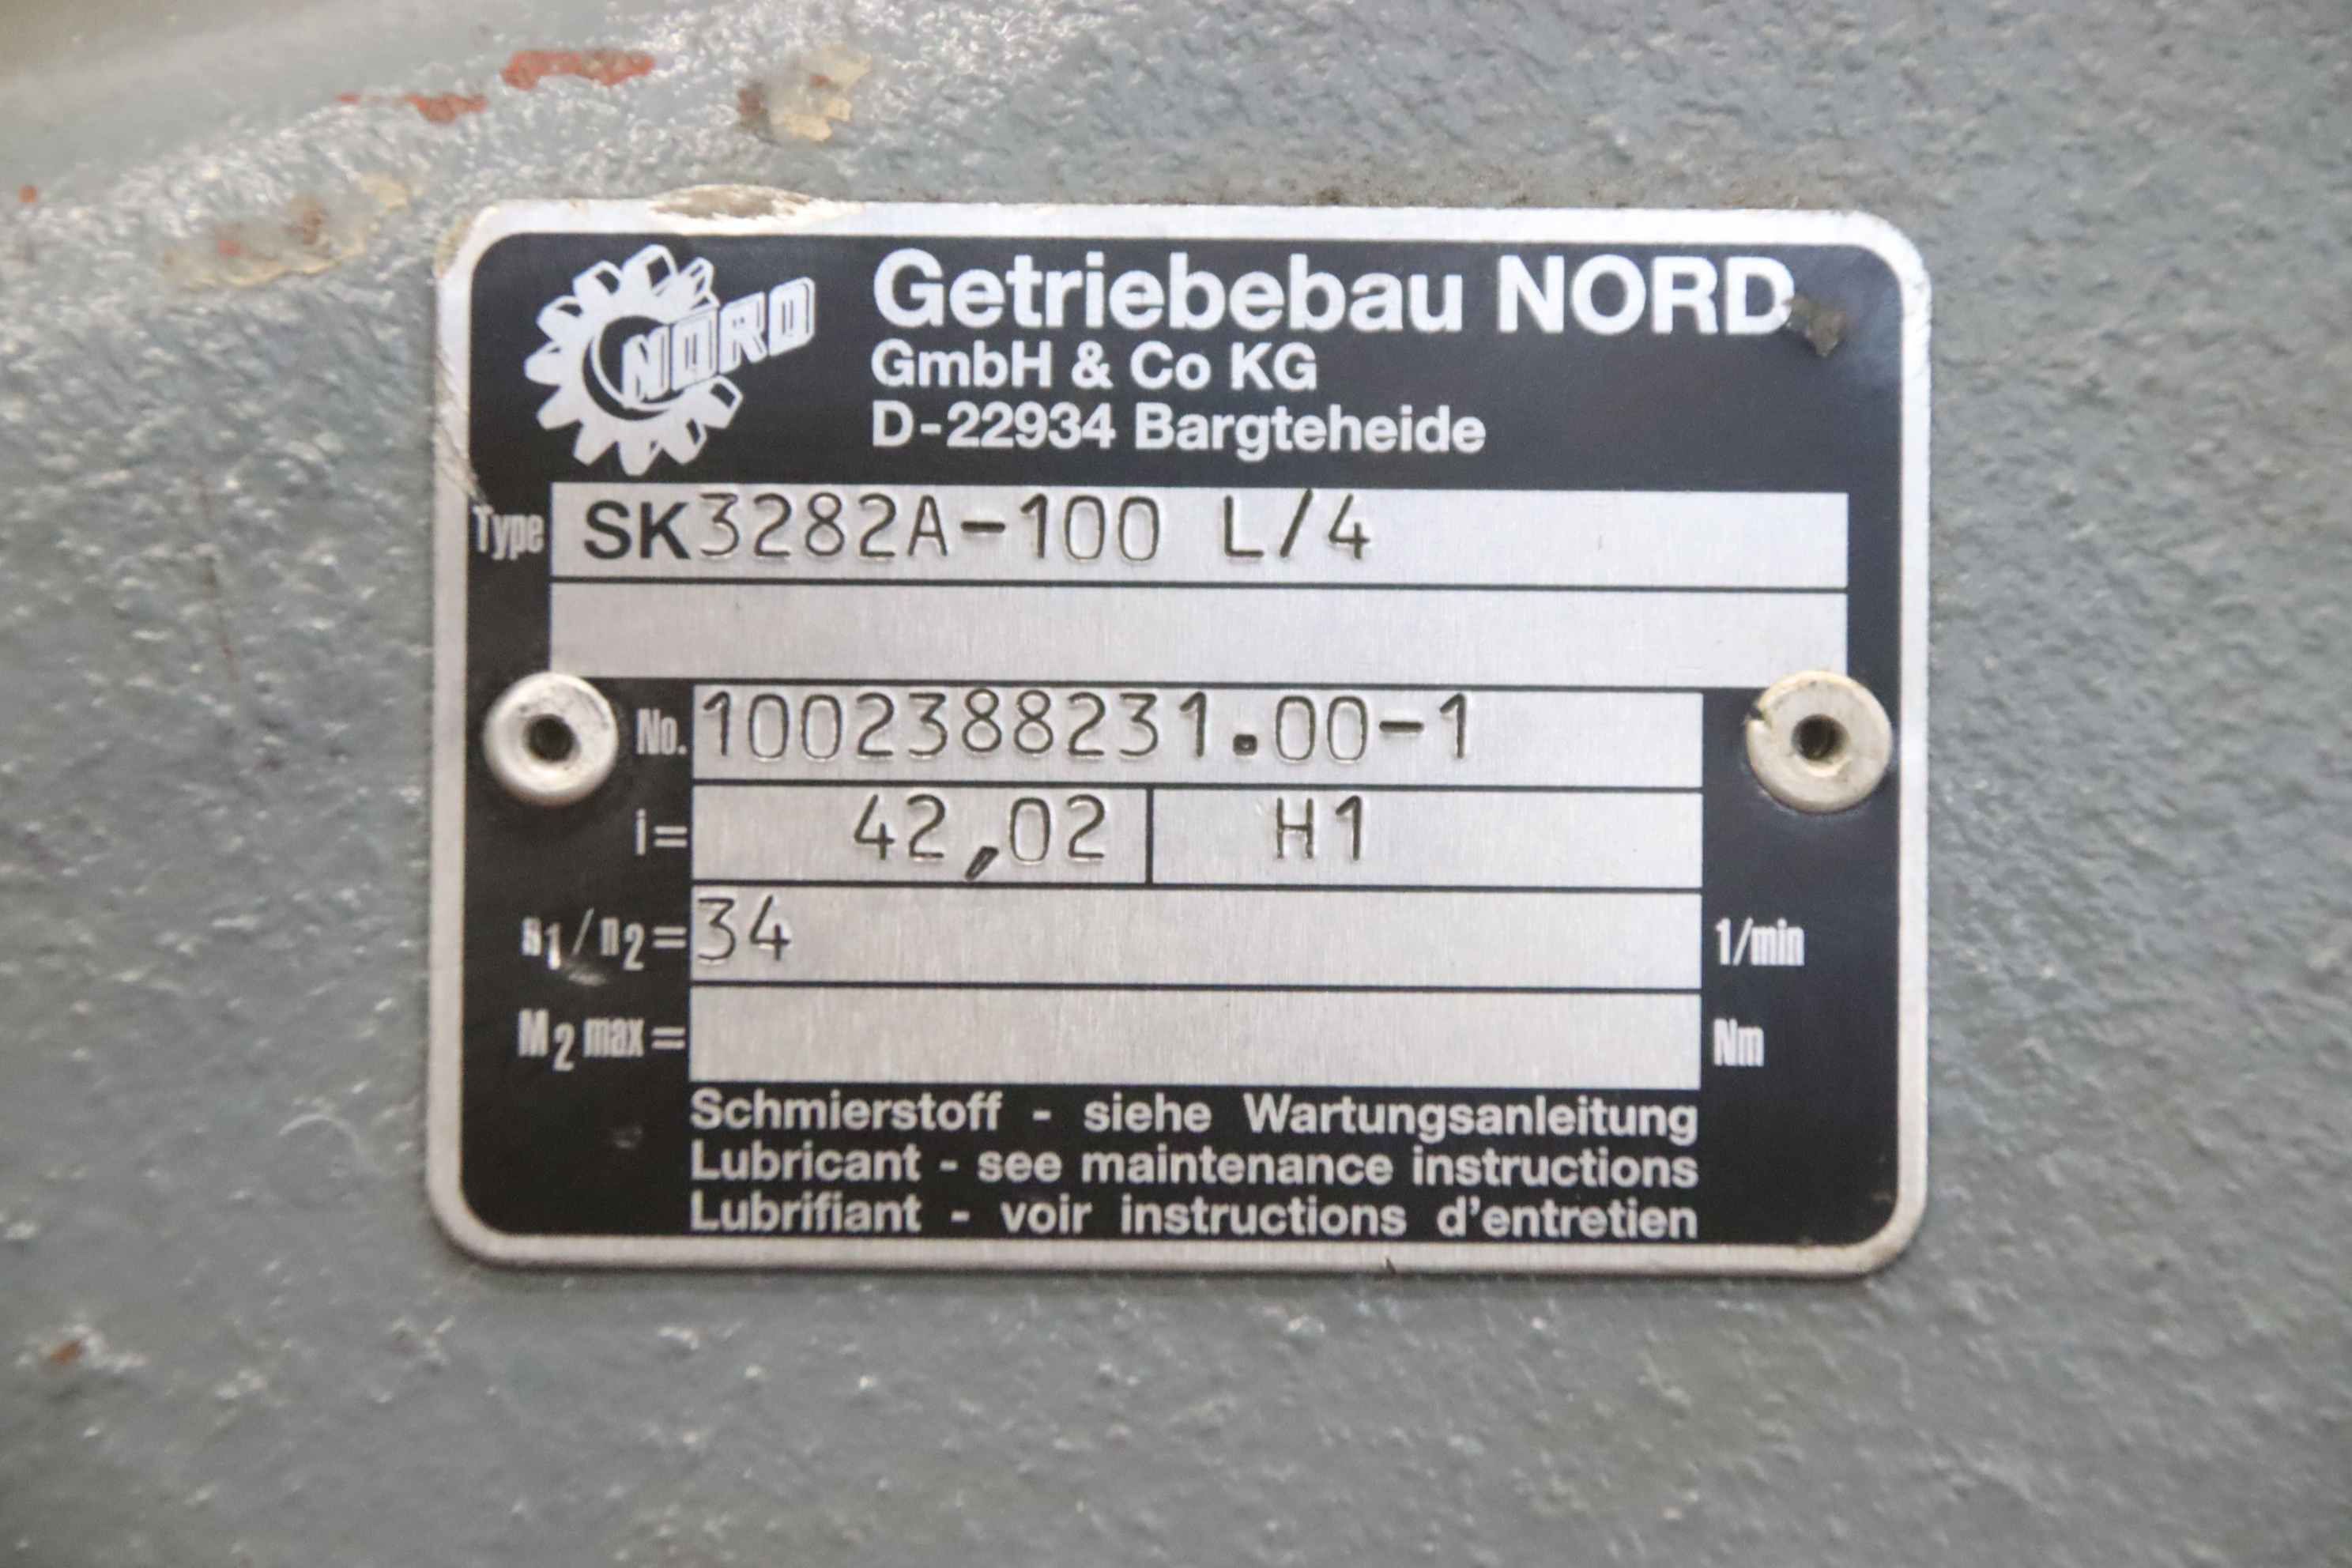 NORD
Getriebebau NORD
GmbH & Co KG
D-22934 Bargteheide
Type SK3282A-100 L/4
No. 1002388231.00-1
i= 42,02 H1
n1/n2= 34 1/min
M2 max= Nm
Schmierstoff - siehe Wartungsanleitung
Lubricant - see maintenance instructions
Lubrifiant - voir instructions d'entretien